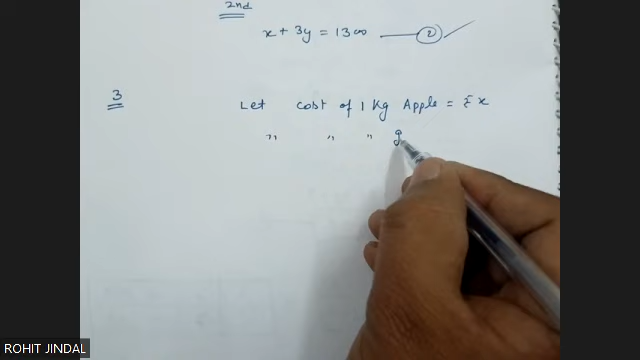 2nd
x + 3y = 1300 —— (2) ✓
3
Let cost of 1 Kg Apple = ₹ x
" " " g
ROHIT JINDAL